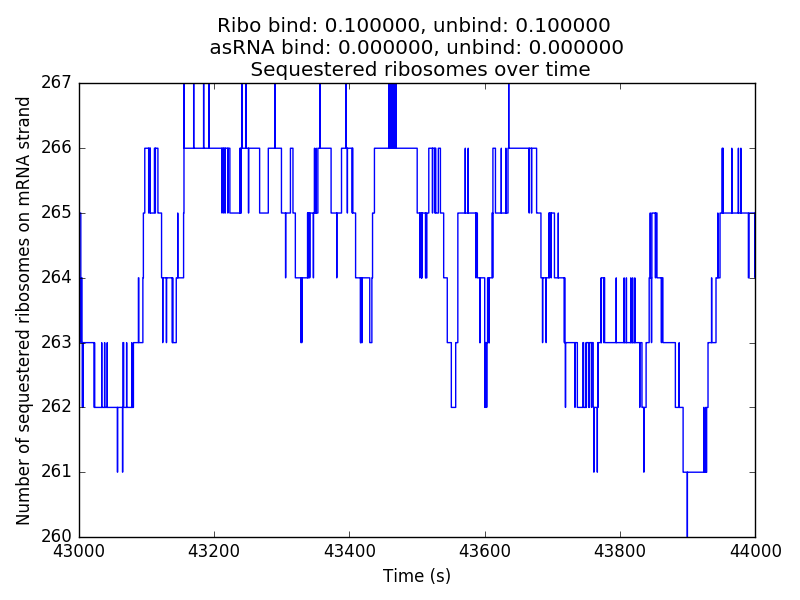 Ribo bind: 0.100000, unbind: 0.100000
asRNA bind: 0.000000, unbind: 0.000000
Sequestered ribosomes over time
Number of sequestered ribosomes on mRNA strand
267
266
265
264
263
262
261
260
43000 43200 43400 43600 43800 44000
Time (s)